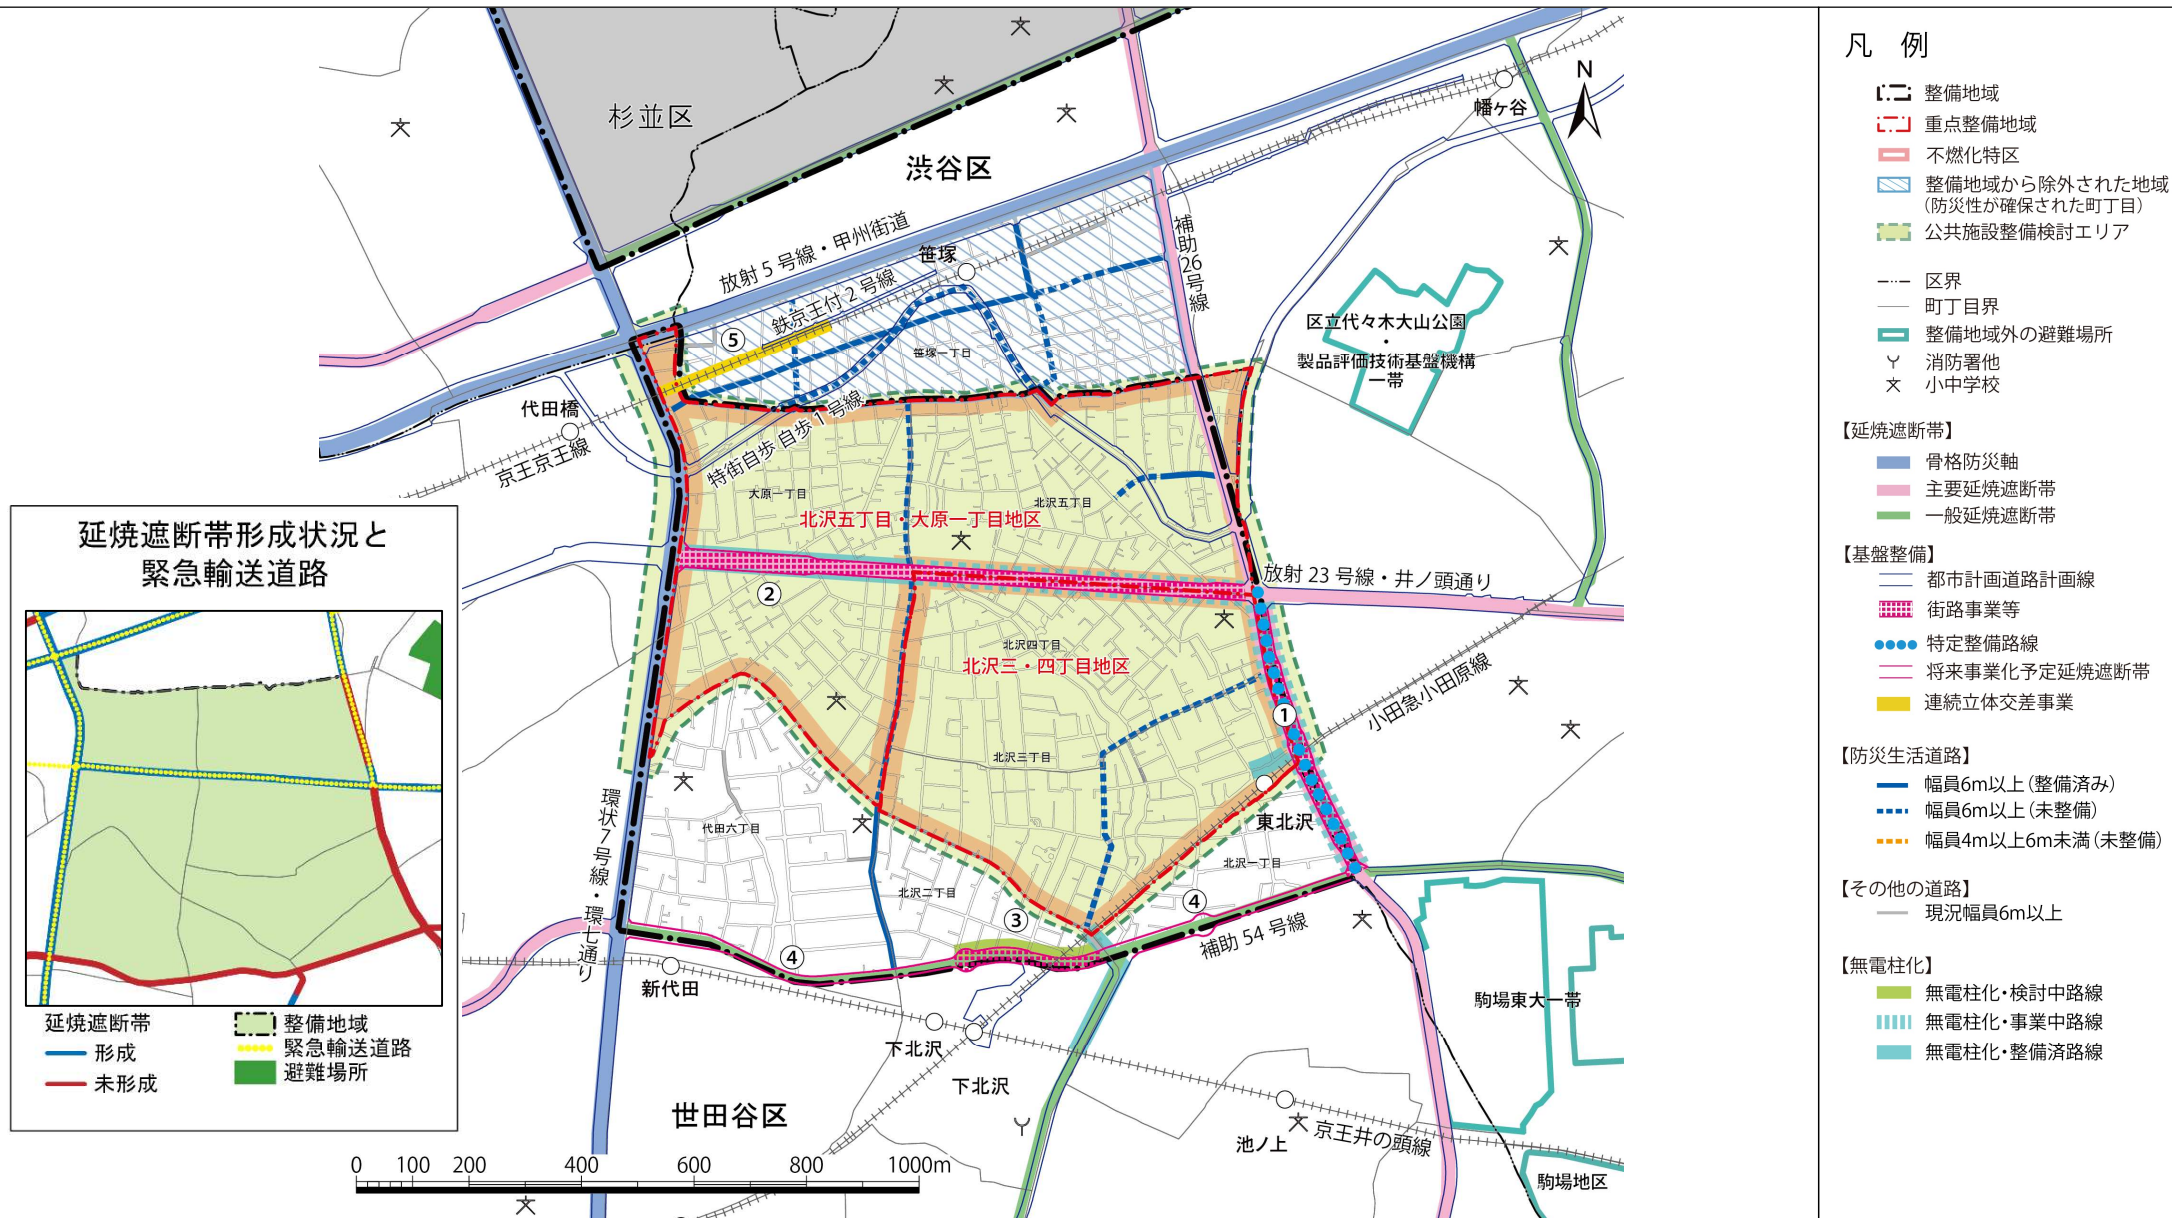 杉並区
渋谷区
幡ヶ谷
N
放射5号線・甲州街道
笹塚
鉄京王付2号線
補助26号線
⑤
笹塚一丁目
区立代々木大山公園
・
製品評価技術基盤機構
一帯
代田橋
京王京王線
特街自歩 自歩1号線
大原一丁目
北沢五丁目
北沢五丁目・大原一丁目地区
放射23号線・井ノ頭通り
②
北沢四丁目
北沢三・四丁目地区
小田急小田原線
①
北沢三丁目
環状7号線・環七通り
代田六丁目
東北沢
北沢一丁目
北沢二丁目
③
④
④
補助54号線
新代田
下北沢
下北沢
駒場東大一帯
世田谷区
池ノ上
京王井の頭線
駒場地区
0 100 200 400 600 800 1000m
延焼遮断帯形成状況と
緊急輸送道路
延焼遮断帯
形成
未形成
整備地域
緊急輸送道路
避難場所
凡 例
整備地域
重点整備地域
不燃化特区
整備地域から除外された地域
（防災性が確保された町丁目）
公共施設整備検討エリア
区界
町丁目界
整備地域外の避難場所
消防署他
小中学校
【延焼遮断帯】
骨格防災軸
主要延焼遮断帯
一般延焼遮断帯
【基盤整備】
都市計画道路計画線
街路事業等
特定整備路線
将来事業化予定延焼遮断帯
連続立体交差事業
【防災生活道路】
幅員6m以上（整備済み）
幅員6m以上（未整備）
幅員4m以上6m未満（未整備）
【その他の道路】
現況幅員6m以上
【無電柱化】
無電柱化・検討中路線
無電柱化・事業中路線
無電柱化・整備済路線